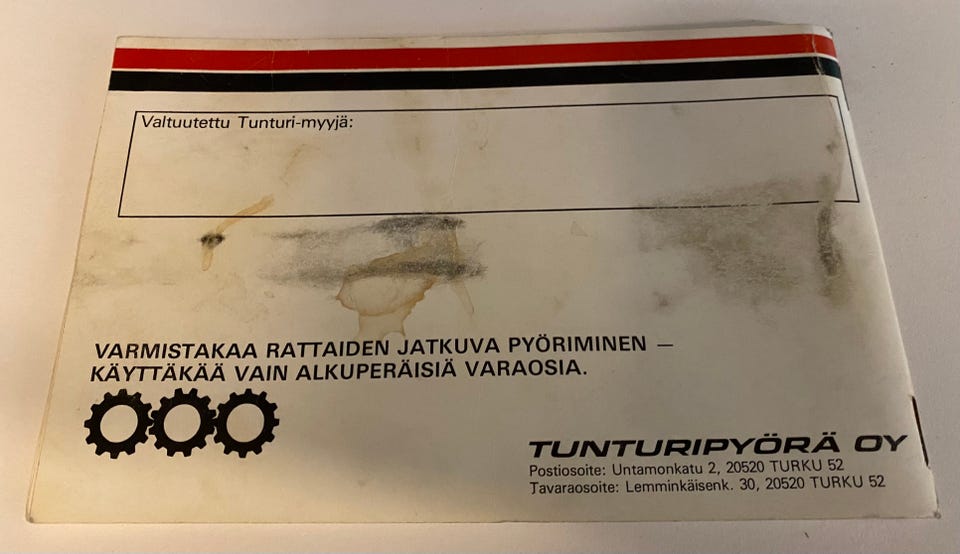 Valtuutettu Tunturi-myyjä:
VARMISTAKAA RATTAIDEN JATKUVA PYÖRIMINEN —
KÄYTTÄKÄÄ VAIN ALKUPERÄISIÄ VARAOSIA.
TUNTURIPYÖRÄ OY
Postiosoite: Untamonkatu 2, 20520 TURKU 52
Tavaraosoite: Lemminkäisenk. 30, 20520 TURKU 52